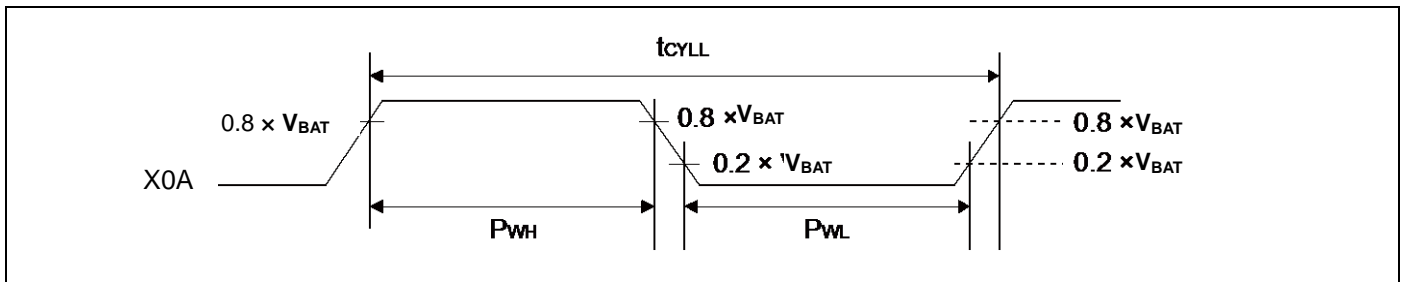 tCYLL
0.8 × VBAT
0.8 ×VBAT
0.8 ×VBAT
0.2 × 'VBAT
0.2 ×VBAT
X0A
PWH
PWL